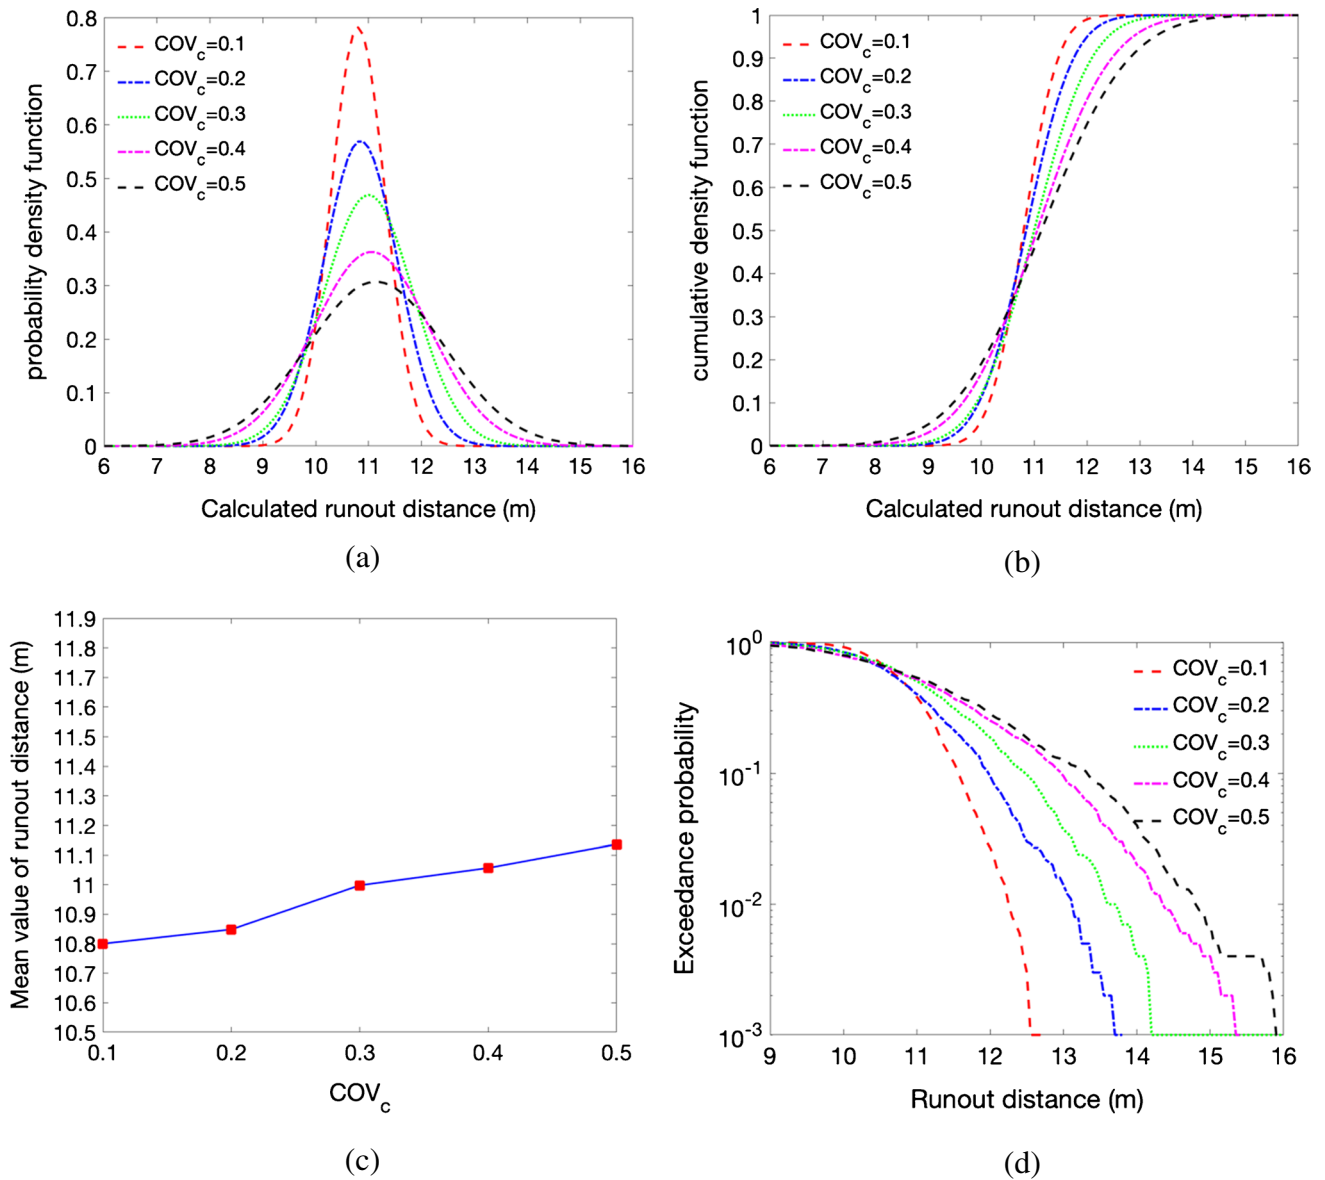 0.8
0.7
0.6
0.5
0.4
0.3
0.2
0.1
0
probability density function
COVc=0.1
COVc=0.2
COVc=0.3
COVc=0.4
COVc=0.5
6 7 8 9 10 11 12 13 14 15 16
Calculated runout distance (m)
(a)
1
0.9
0.8
0.7
0.6
0.5
0.4
0.3
0.2
0.1
0
cumulative density function
COVc=0.1
COVc=0.2
COVc=0.3
COVc=0.4
COVc=0.5
6 7 8 9 10 11 12 13 14 15 16
Calculated runout distance (m)
(b)
11.9
11.8
11.7
11.6
11.5
11.4
11.3
11.2
11.1
11
10.9
10.8
10.7
10.6
10.5
Mean value of runout distance (m)
0.1 0.2 0.3 0.4 0.5
COVc
(c)
10^0
10^-1
10^-2
10^-3
Exceedance probability
COVc=0.1
COVc=0.2
COVc=0.3
COVc=0.4
COVc=0.5
9 10 11 12 13 14 15 16
Runout distance (m)
(d)